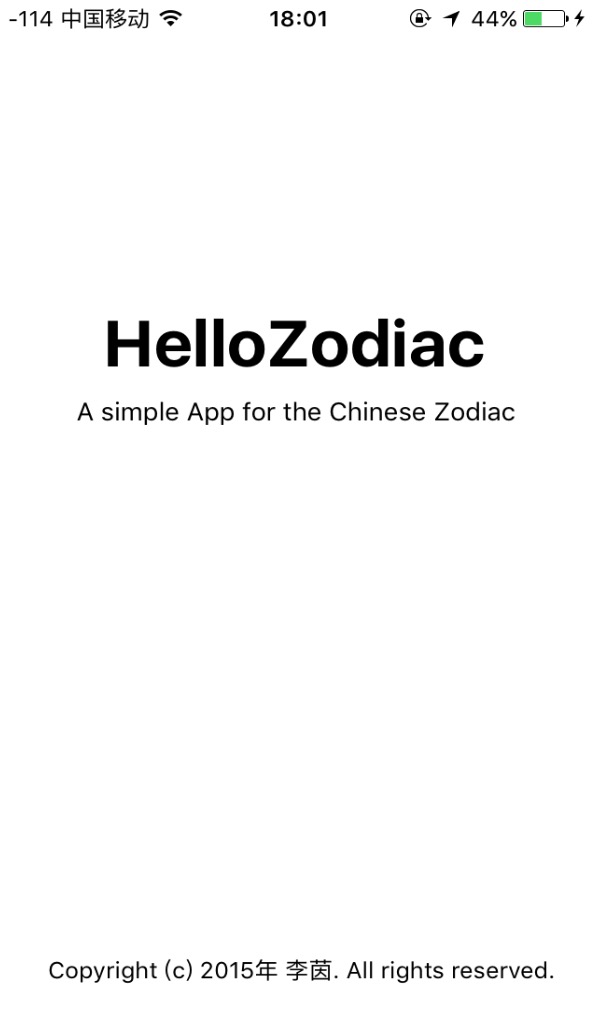 -114 中国移动 18:01 44%
HelloZodiac
A simple App for the Chinese Zodiac
Copyright (c) 2015年 李茵. All rights reserved.